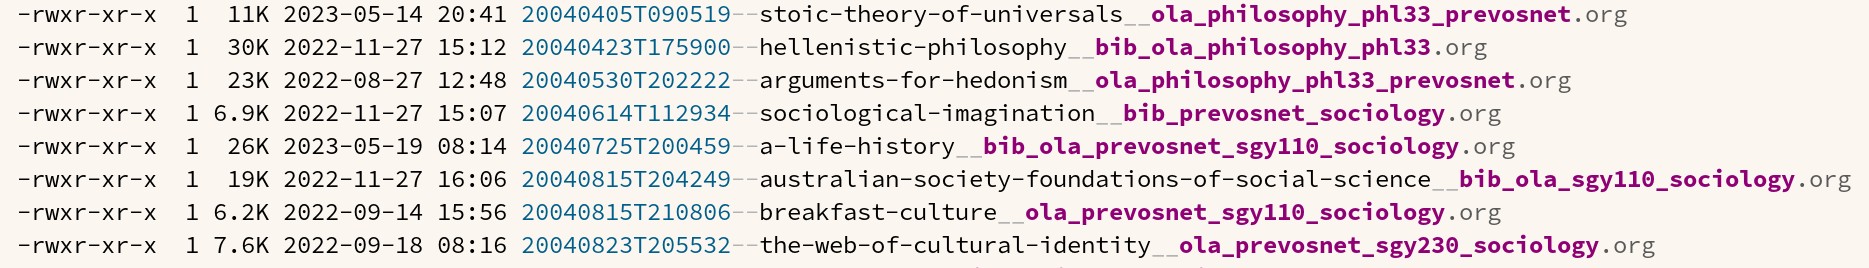 -rwxr-xr-x  1  11K 2023-05-14 20:41 20040405T090519--stoic-theory-of-universals__ola_philosophy_phl33_prevosnet.org
-rwxr-xr-x  1  30K 2022-11-27 15:12 20040423T175900--hellenistic-philosophy__bib_ola_philosophy_phl33.org
-rwxr-xr-x  1  23K 2022-08-27 12:48 20040530T202222--arguments-for-hedonism__ola_philosophy_phl33_prevosnet.org
-rwxr-xr-x  1 6.9K 2022-11-27 15:07 20040614T112934--sociological-imagination__bib_prevosnet_sociology.org
-rwxr-xr-x  1  26K 2023-05-19 08:14 20040725T200459--a-life-history__bib_ola_prevosnet_sgy110_sociology.org
-rwxr-xr-x  1  19K 2022-11-27 16:06 20040815T204249--australian-society-foundations-of-social-science__bib_ola_sgy110_sociology.org
-rwxr-xr-x  1 6.2K 2022-09-14 15:56 20040815T210806--breakfast-culture__ola_prevosnet_sgy110_sociology.org
-rwxr-xr-x  1 7.6K 2022-09-18 08:16 20040823T205532--the-web-of-cultural-identity__ola_prevosnet_sgy230_sociology.org